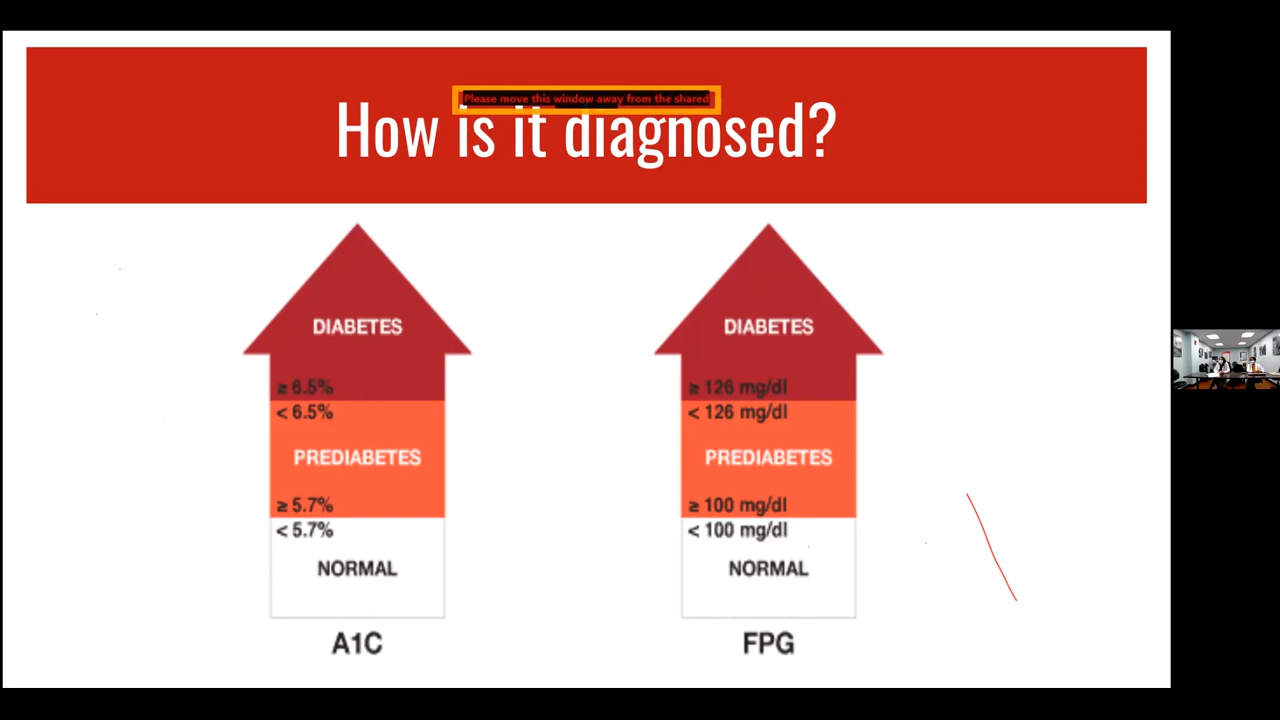 Please move this window away from the shared
How is it diagnosed?
DIABETES
≥ 6.5%
< 6.5%
PREDIABETES
≥ 5.7%
< 5.7%
NORMAL
A1C
DIABETES
≥ 126 mg/dl
< 126 mg/dl
PREDIABETES
≥ 100 mg/dl
< 100 mg/dl
NORMAL
FPG